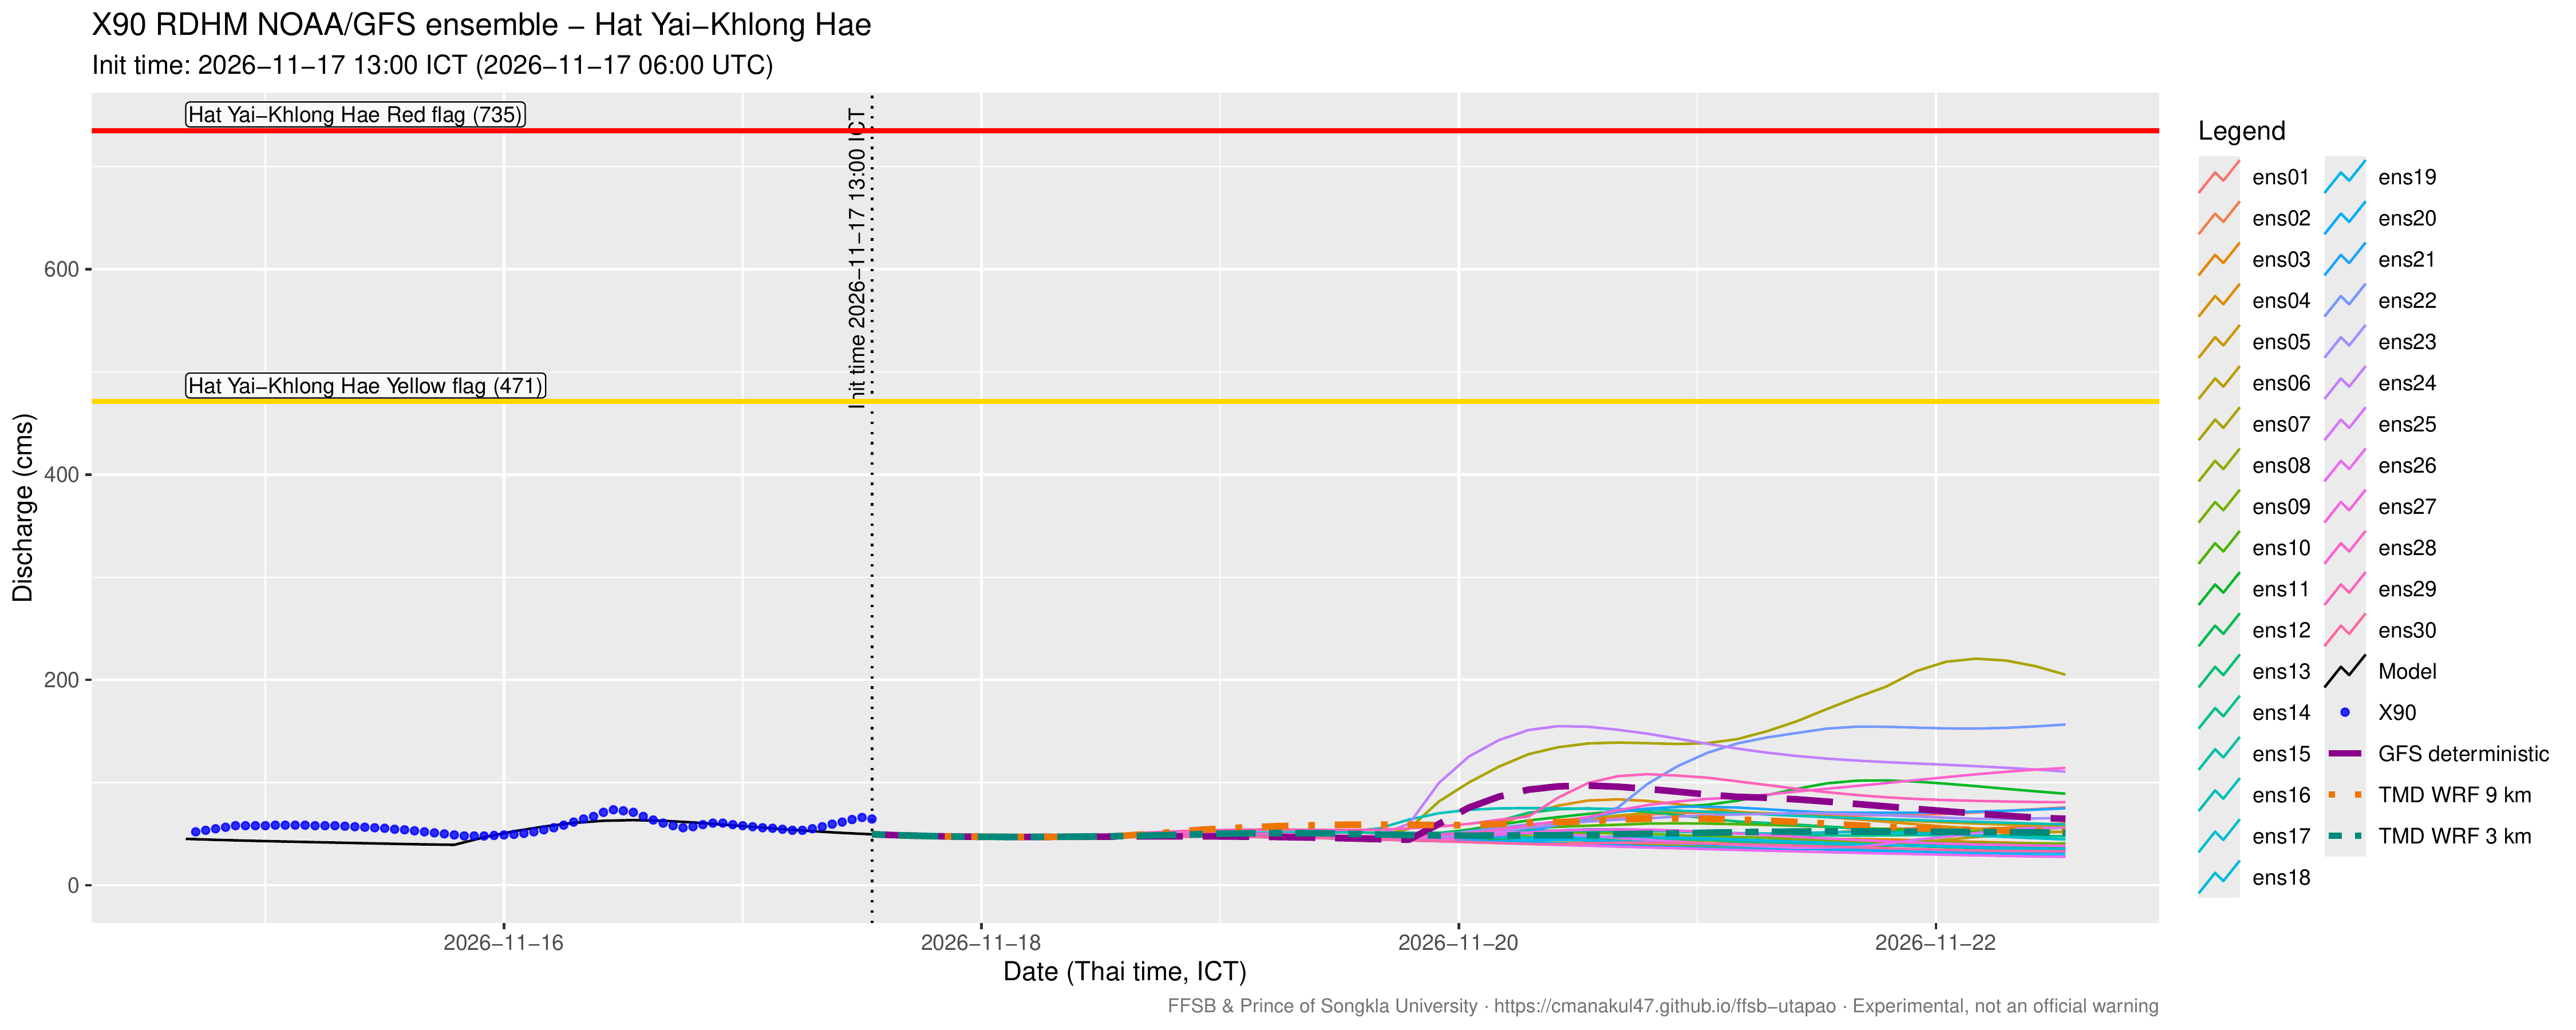 X90 RDHM NOAA/GFS ensemble – Hat Yai–Khlong Hae
Init time: 2026–11–17 13:00 ICT (2026–11–17 06:00 UTC)
Hat Yai–Khlong Hae Red flag (735)
Init time 2026–11–17 13:00 ICT
Hat Yai–Khlong Hae Yellow flag (471)
Discharge (cms)
600
400
200
0
2026–11–16
2026–11–18
2026–11–20
2026–11–22
Date (Thai time, ICT)
Legend
ens01
ens02
ens03
ens04
ens05
ens06
ens07
ens08
ens09
ens10
ens11
ens12
ens13
ens14
ens15
ens16
ens17
ens18
ens19
ens20
ens21
ens22
ens23
ens24
ens25
ens26
ens27
ens28
ens29
ens30
Model
X90
GFS deterministic
TMD WRF 9 km
TMD WRF 3 km
FFSB & Prince of Songkla University · https://cmanakul47.github.io/ffsb–utapao · Experimental, not an official warning